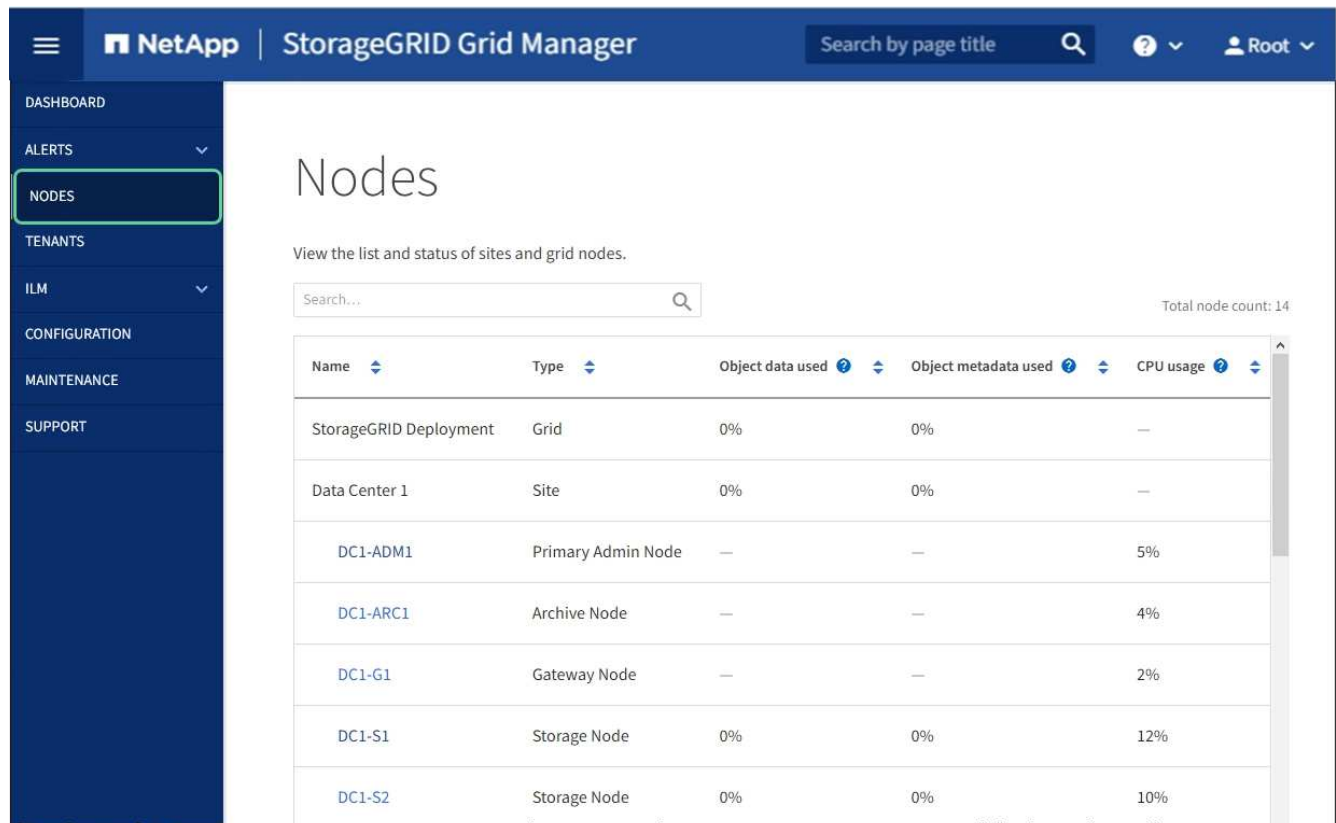 NetApp | StorageGRID Grid Manager Search by page title Root
DASHBOARD
ALERTS
NODES
TENANTS
ILM
CONFIGURATION
MAINTENANCE
SUPPORT
Nodes
View the list and status of sites and grid nodes.
Search...
Total node count: 14
Name Type Object data used Object metadata used CPU usage
StorageGRID Deployment Grid 0% 0% —
Data Center 1 Site 0% 0% —
DC1-ADM1 Primary Admin Node — — 5%
DC1-ARC1 Archive Node — — 4%
DC1-G1 Gateway Node — — 2%
DC1-S1 Storage Node 0% 0% 12%
DC1-S2 Storage Node 0% 0% 10%